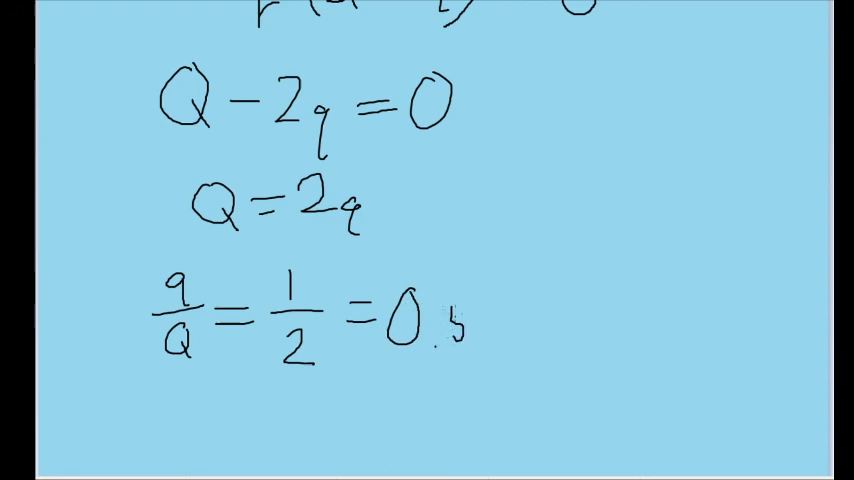 Q - 2q = 0
Q = 2q
q/Q = 1/2 = 0.5